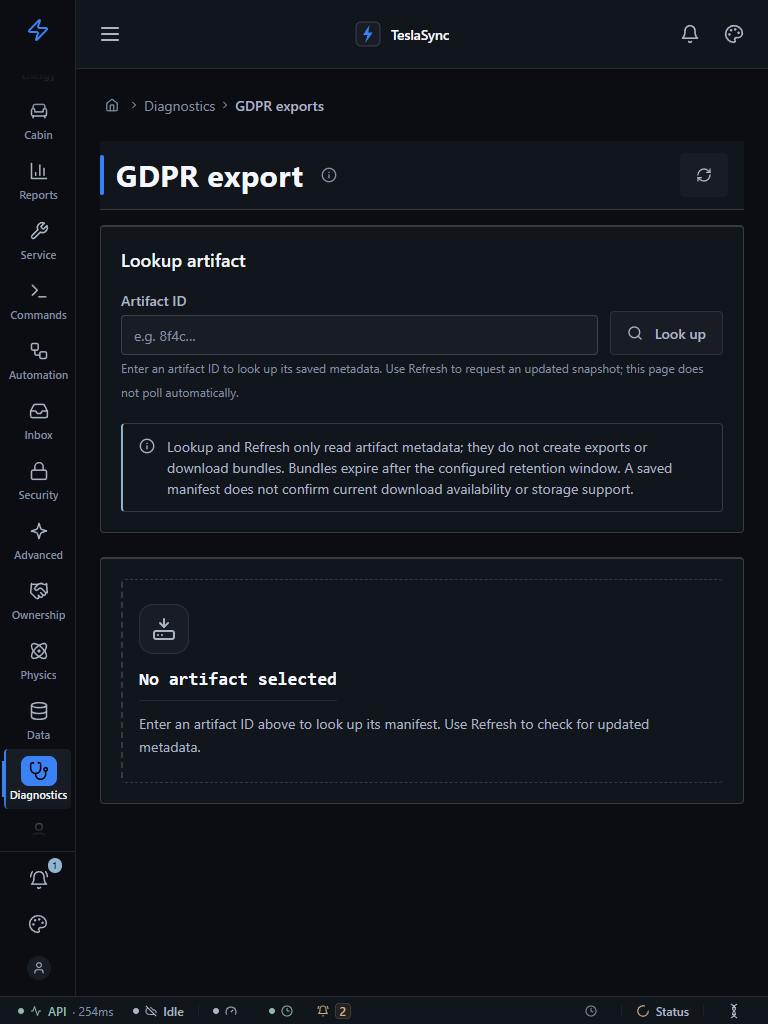 TeslaSync
Cabin
Reports
Service
Commands
Automation
Inbox
Security
Advanced
Ownership
Physics
Data
Diagnostics
1
Diagnostics
GDPR exports
GDPR export
Lookup artifact
Artifact ID
e.g. 8f4c...
Look up
Enter an artifact ID to look up its saved metadata. Use Refresh to request an updated snapshot; this page does
not poll automatically.
Lookup and Refresh only read artifact metadata; they do not create exports or
download bundles. Bundles expire after the configured retention window. A saved
manifest does not confirm current download availability or storage support.
No artifact selected
Enter an artifact ID above to look up its manifest. Use Refresh to check for updated
metadata.
API · 254ms
Idle
2
Status